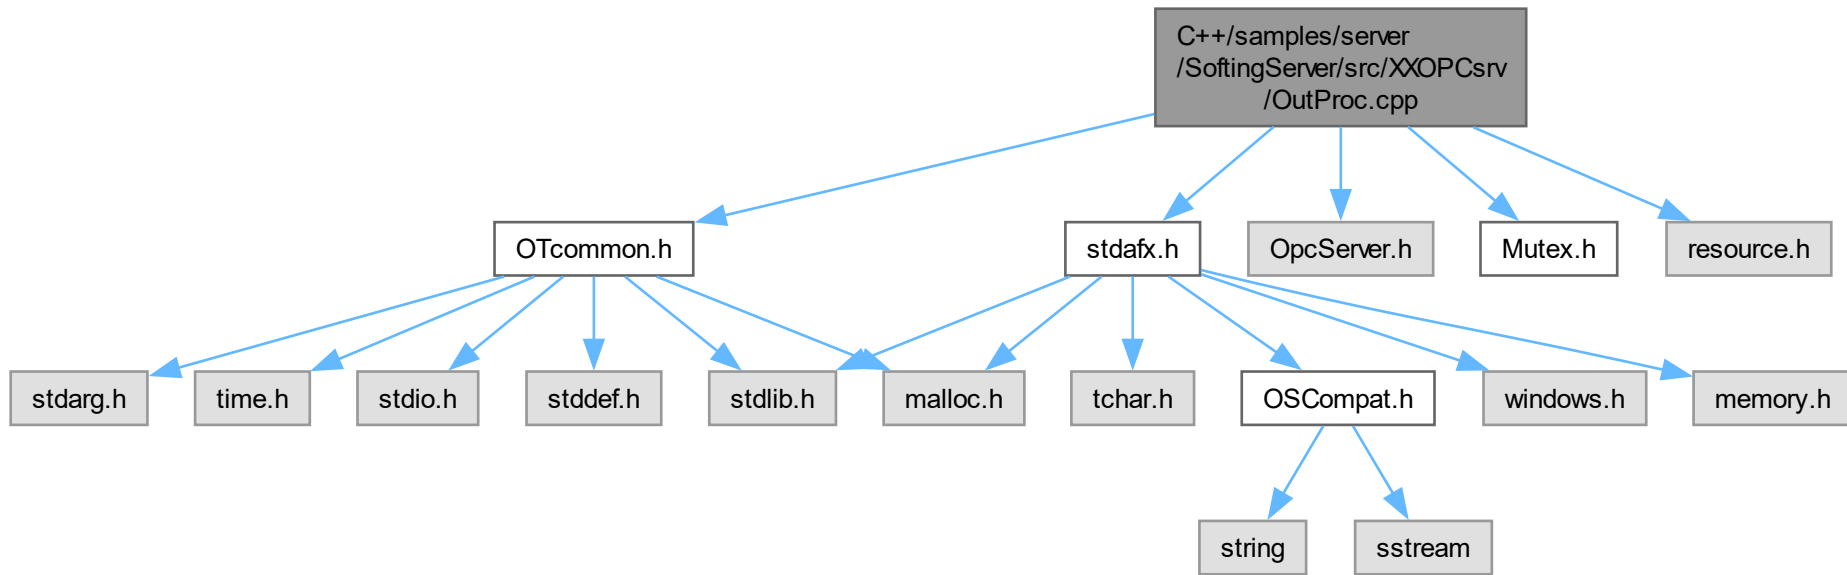 C++/samples/server
/SoftingServer/src/XXOPCsrv
/OutProc.cpp
OTcommon.h
stdafx.h
OpcServer.h
Mutex.h
resource.h
stdarg.h
time.h
stdio.h
stddef.h
stdlib.h
malloc.h
tchar.h
OSCompat.h
windows.h
memory.h
string
sstream